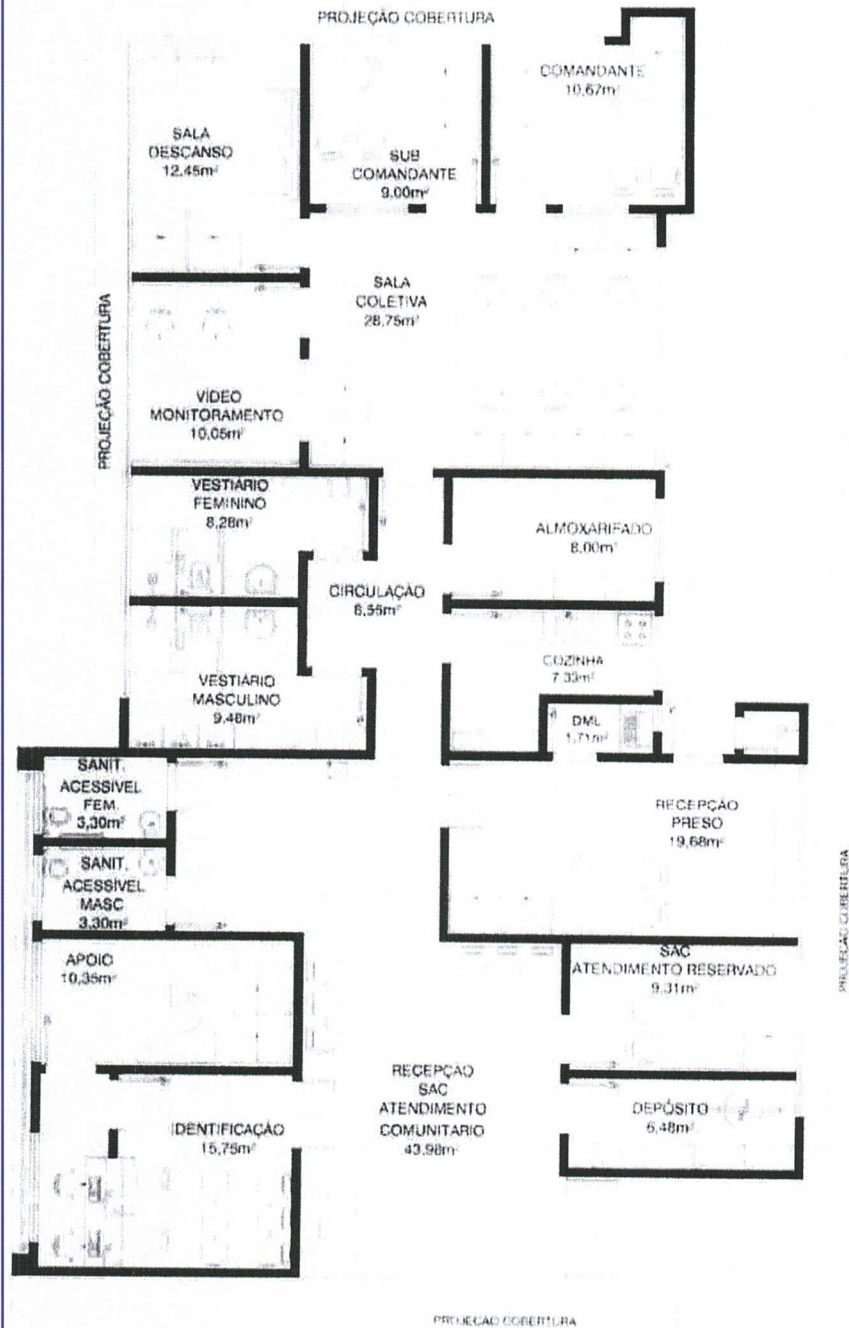 PROJEÇÃO COBERTURA
COMANDANTE
10,67m²
SALA
DESCANSO
12.45m²
SUB
COMANDANTE
9.00m²
SALA
COLETIVA
28,75m²
PROJEÇÃO COBERTURA
VÍDEO
MONITORAMENTO
10,05m²
VESTIÁRIO
FEMININO
8,28m²
ALMOXARIFADO
8,00m²
CIRCULAÇÃO
6,55m²
COZINHA
7,33m²
VESTIÁRIO
MASCULINO
9,48m²
DML
1,71m²
SANIT.
ACESSÍVEL
FEM.
3,30m²
RECEPÇÃO
PRESO
19,68m²
SANIT.
ACESSÍVEL
MASC
3,30m²
PROJEÇÃO COBERTURA
APOIO
10,35m²
SAC
ATENDIMENTO RESERVADO
9,31m²
RECEPÇÃO
SAC
ATENDIMENTO
COMUNITARIO
43,98m²
DEPÓSITO
6,48m²
IDENTIFICAÇÃO
15,75m²
PROJEÇÃO COBERTURA